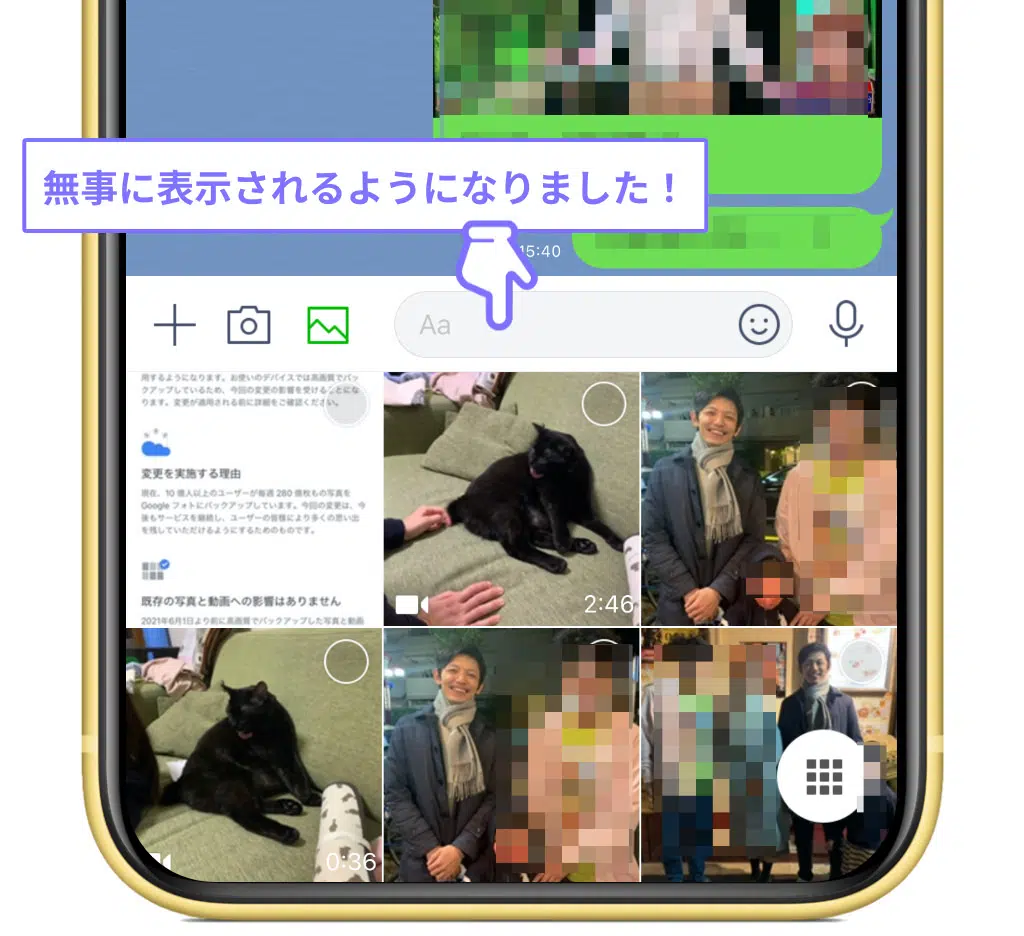 無事に表示されるようになりました！
15:40
Aa
用するようになります。お使いのデバイスでは高画質でバッ
クアップしているため、今回の変更の影響を受けることにな
ります。変更が適用される前に詳細をご確認ください。
変更を実施する理由
現在、10 億人以上のユーザーが毎週 280 億枚もの写真を
Google フォトにバックアップしています。今回の変更は、今
後もサービスを継続し、ユーザーの皆様により多くの思い出
を残していただけるようにするためのものです。
既存の写真と動画への影響はありません
2021年6月1日より前に高画質でバックアップした写真と動画
2:46
0:36